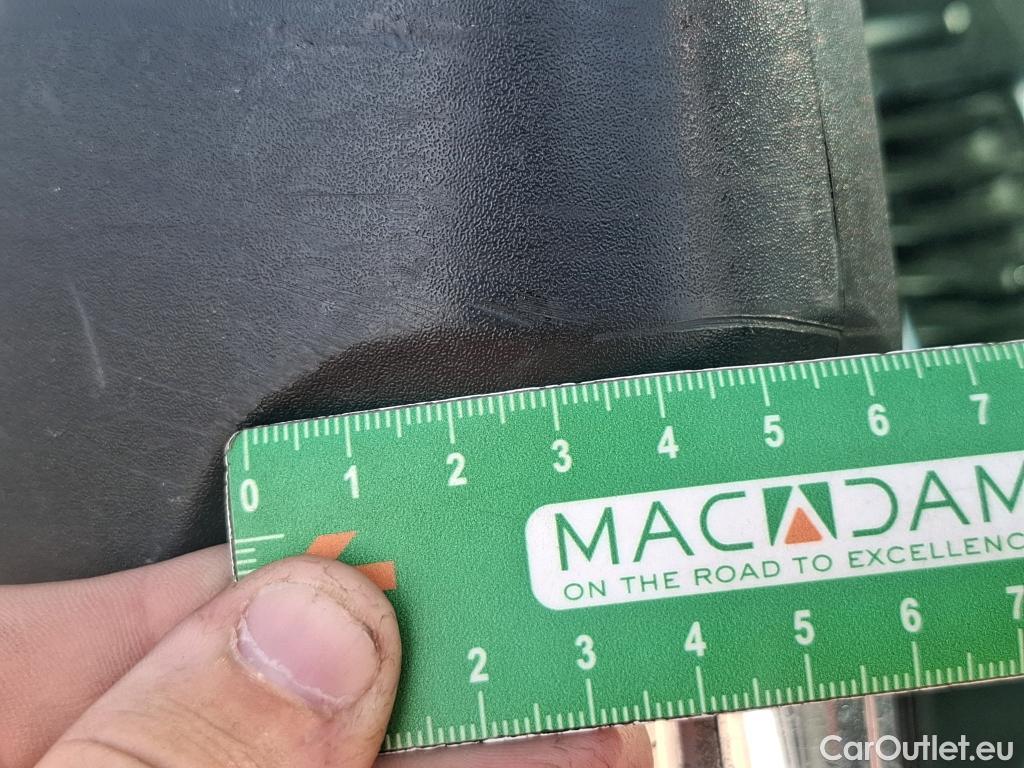 0 1 2 3 4 5 6 7
MACADAM
ON THE ROAD TO EXCELLENC
2 3 4 5 6 7
CarOutlet.eu